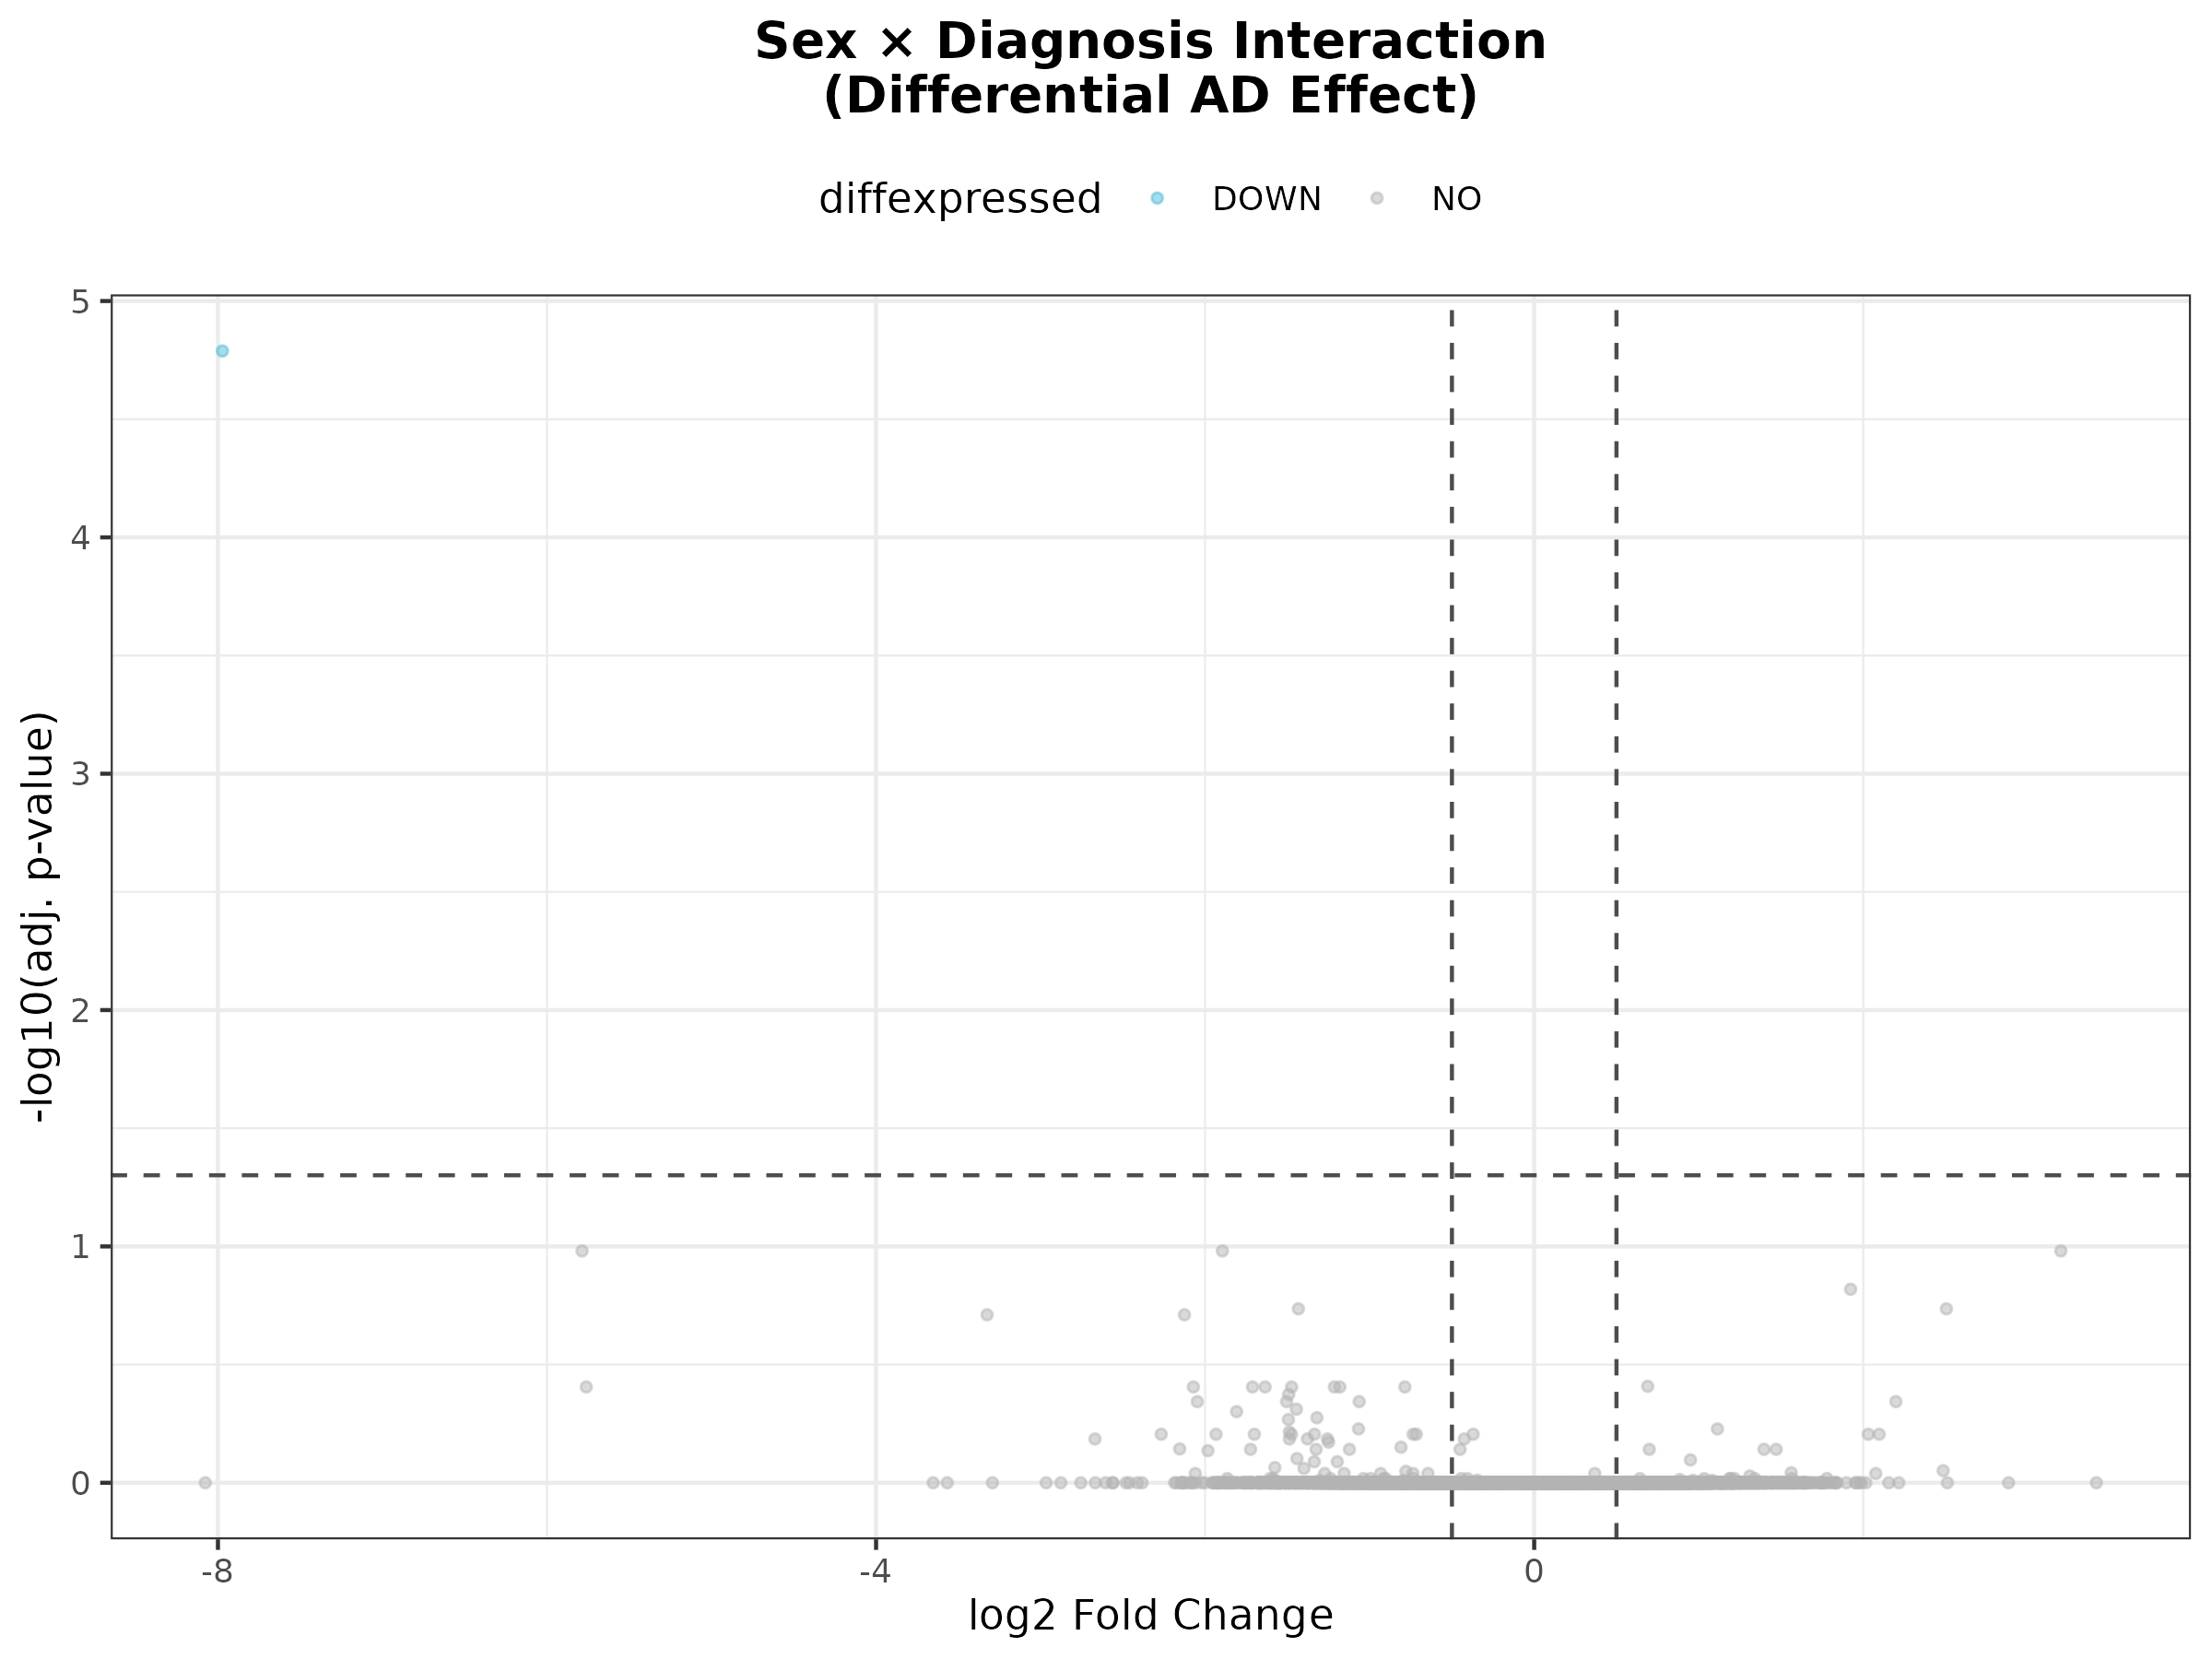 Sex × Diagnosis Interaction
(Differential AD Effect)
diffexpressed DOWN NO
5
4
3
2
1
0
-log10(adj. p-value)
-8 -4 0
log2 Fold Change